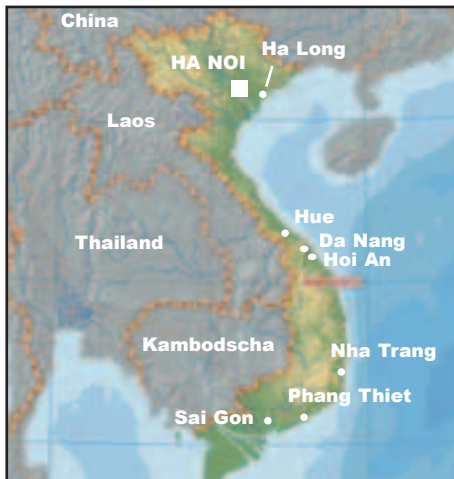 China
Ha Long
HA NOI
Laos
Hue
Thailand
Da Nang
Hoi An
Kambodscha
Nha Trang
Phang Thiet
Sai Gon